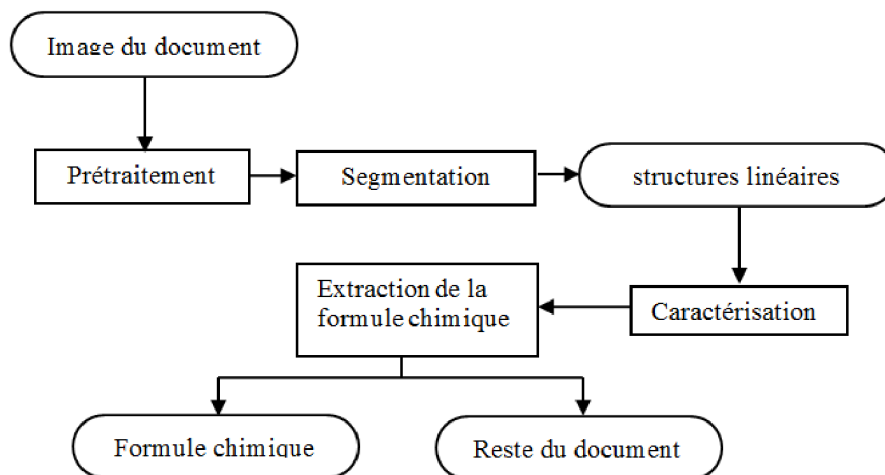 Image du document
Prétraitement
Segmentation
structures linéaires
Extraction de la
formule chimique
Caractérisation
Formule chimique
Reste du document